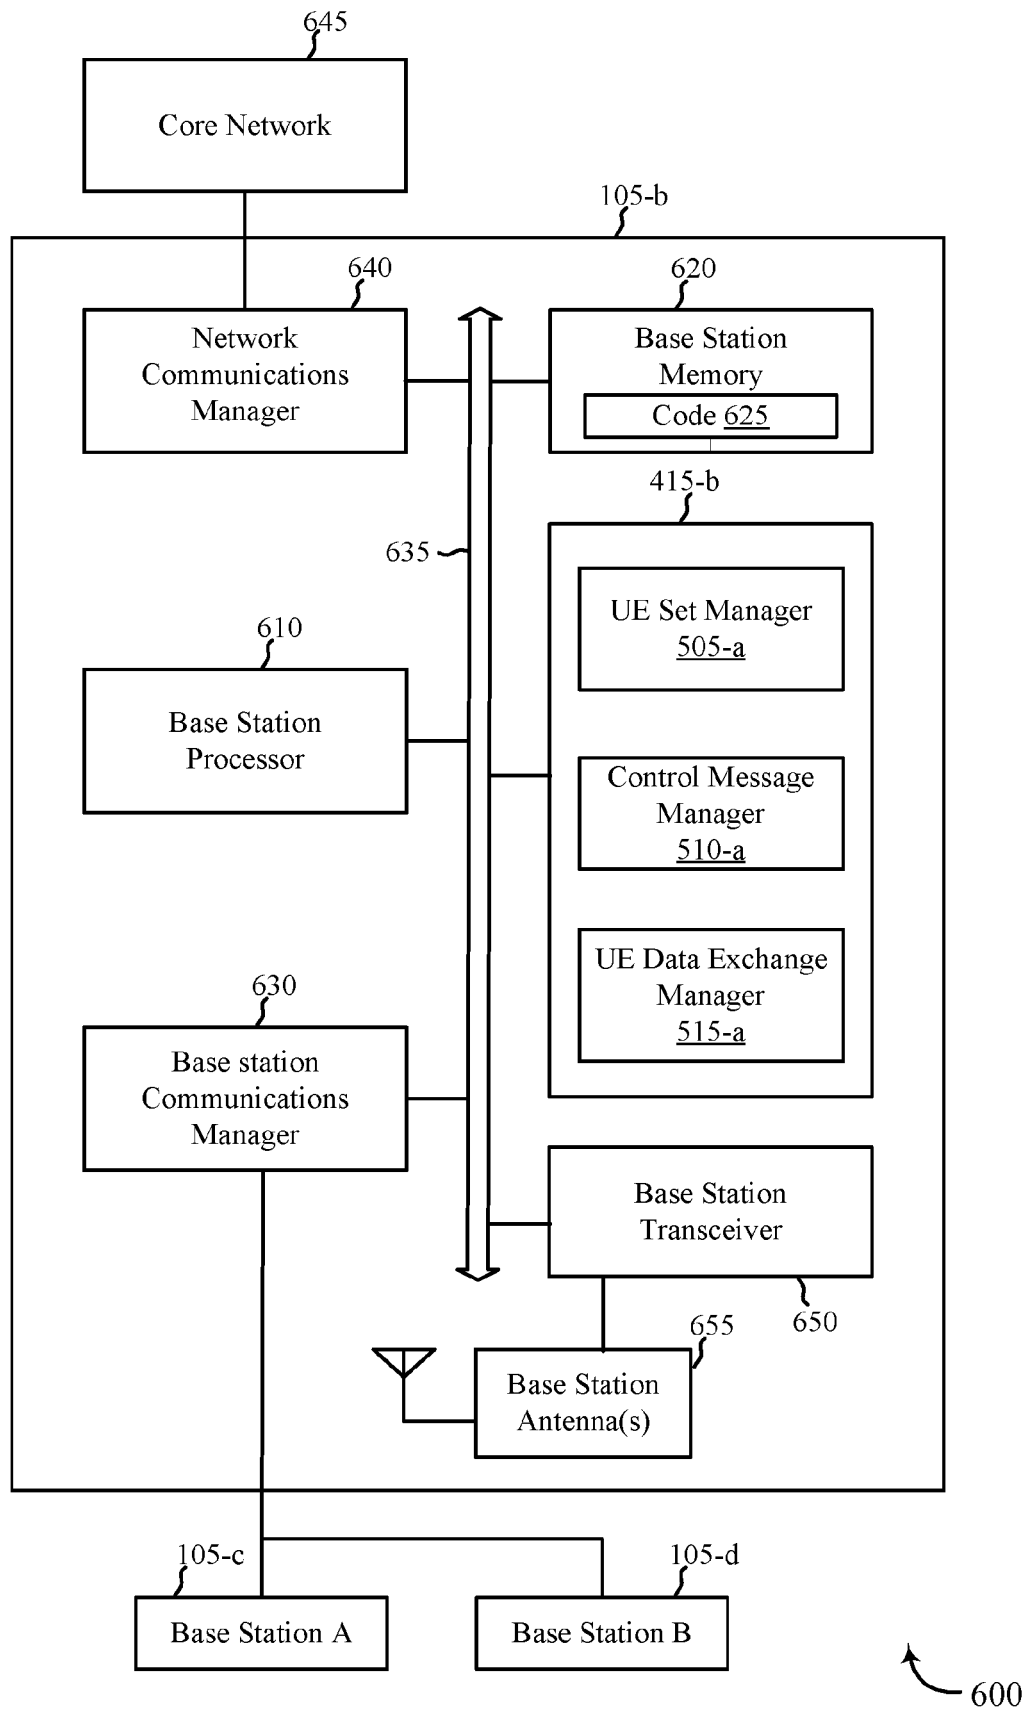 645
Core Network
105-b
640
Network
Communications
Manager
620
Base Station
Memory
Code 625
415-b
635
UE Set Manager
505-a
610
Base Station
Processor
Control Message
Manager
510-a
UE Data Exchange
Manager
515-a
630
Base station
Communications
Manager
Base Station
Transceiver
650
655
Base Station
Antenna(s)
105-c
Base Station A
105-d
Base Station B
600